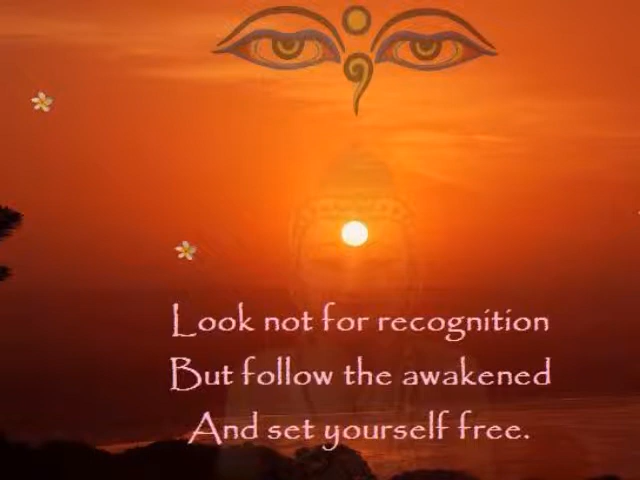 Look not for recognition
But follow the awakened
And set yourself free.